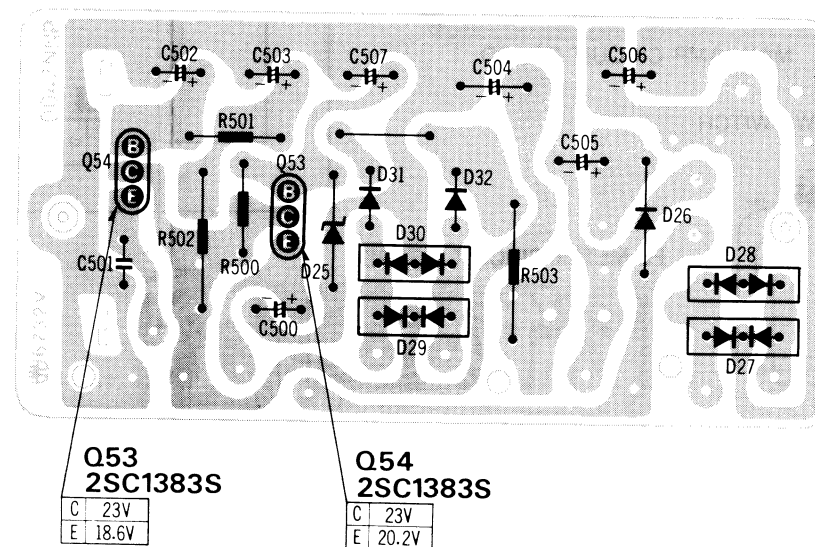 C502
C503
C507
C504
C506
R501
C505
Q54
B
C
E
Q53
B
C
E
D31
D32
D26
R502
R500
D25
D30
R503
D28
C501
C500
D29
D27
Q53
2SC1383S
C 23V
E 18.6V
Q54
2SC1383S
C 23V
E 20.2V